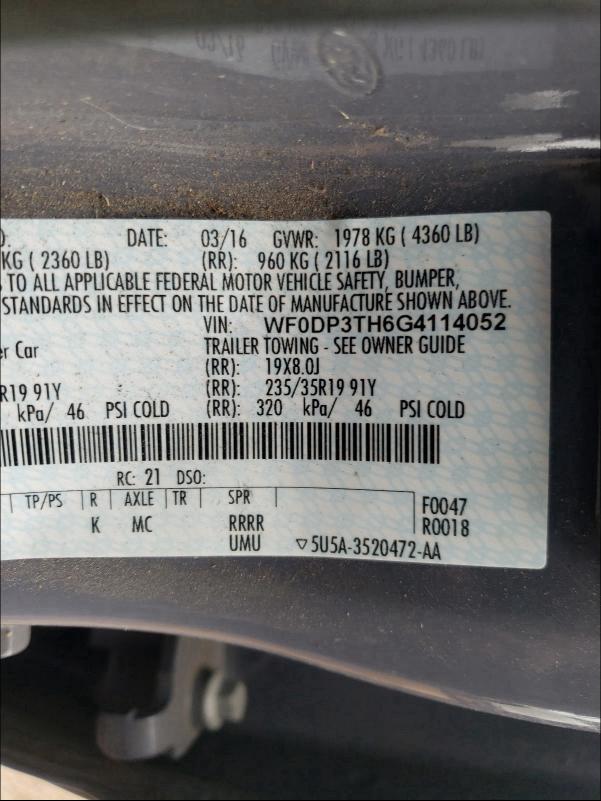 DATE: 03/16 GVWR: 1978 KG ( 4360 LB)
KG ( 2360 LB) (RR): 960 KG ( 2116 LB)
TO ALL APPLICABLE FEDERAL MOTOR VEHICLE SAFETY, BUMPER,
STANDARDS IN EFFECT ON THE DATE OF MANUFACTURE SHOWN ABOVE.
VIN: WF0DP3TH6G4114052
er Car TRAILER TOWING - SEE OWNER GUIDE
(RR): 19X8.0J
R19 91Y (RR): 235/35R19 91Y
kPa/ 46 PSI COLD (RR): 320 kPa/ 46 PSI COLD
RC: 21 DSO:
TP/PS R AXLE TR SPR
F0047
K MC RRRR R0018
UMU ▽5U5A-3520472-AA